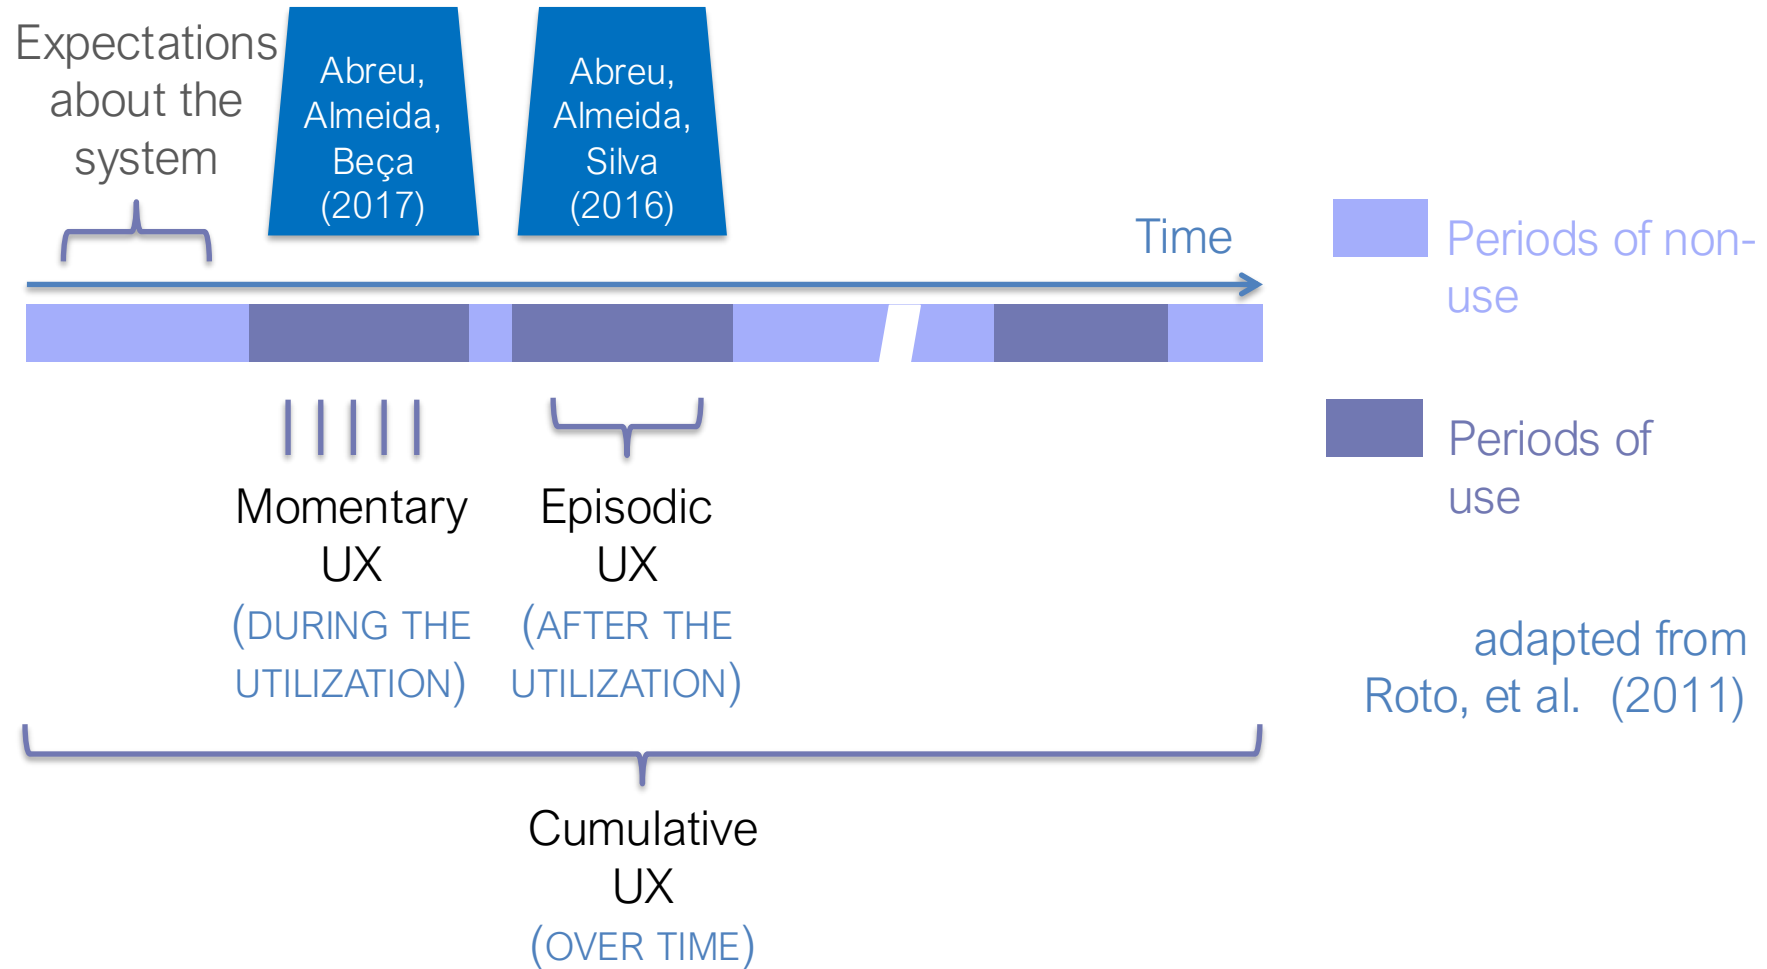 Expectations
about the
system
Abreu,
Almeida,
Beça
(2017)
Abreu,
Almeida,
Silva
(2016)
Time
Periods of non-
use
Periods of
use
Momentary
UX
(DURING THE
UTILIZATION)
Episodic
UX
(AFTER THE
UTILIZATION)
adapted from
Roto, et al. (2011)
Cumulative
UX
(OVER TIME)